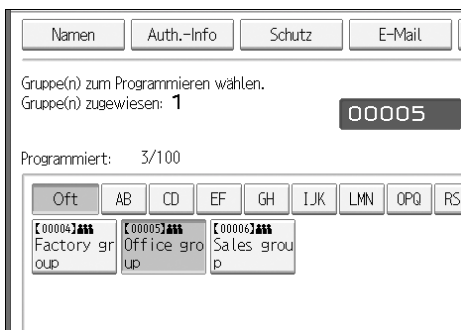 Namen Auth.-Info Schutz E-Mail
Gruppe(n) zum Programmieren wählen.
Gruppe(n) zugewiesen: 1
00005
Programmiert: 3/100
Oft AB CD EF GH IJK LMN OPQ RS
【00004】 【00005】 【00006】
Factory gr Office gro Sales grou
oup up p